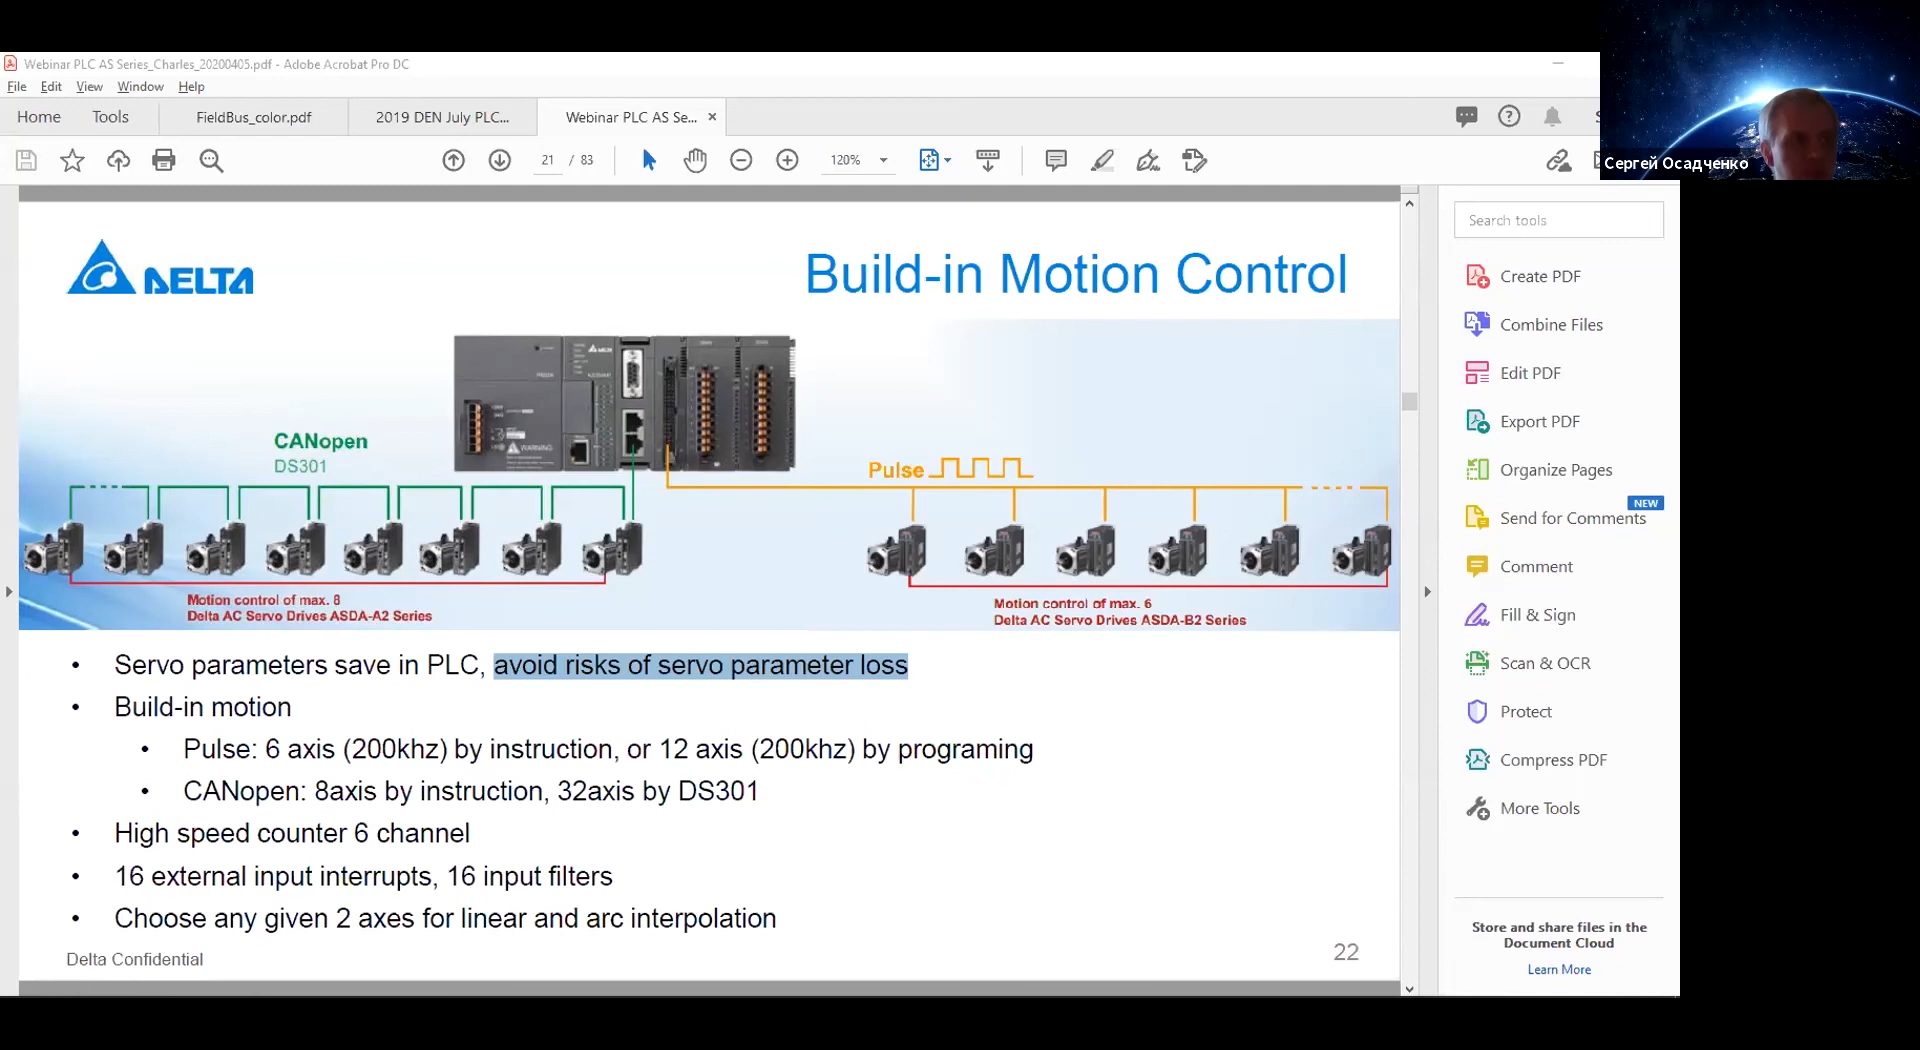 Webinar PLC AS Series_Charles_20200405.pdf - Adobe Acrobat Pro DC
File Edit View Window Help
Home Tools FieldBus_color.pdf 2019 DEN July PLC... Webinar PLC AS Se... ×
21 / 83 120%
Сергей Осадченко
Search tools
DELTA
Build-in Motion Control
WARNING
CANopen
DS301
Pulse
Motion control of max. 8
Delta AC Servo Drives ASDA-A2 Series
Motion control of max. 6
Delta AC Servo Drives ASDA-B2 Series
• Servo parameters save in PLC, avoid risks of servo parameter loss
• Build-in motion
• Pulse: 6 axis (200khz) by instruction, or 12 axis (200khz) by programing
• CANopen: 8axis by instruction, 32axis by DS301
• High speed counter 6 channel
• 16 external input interrupts, 16 input filters
• Choose any given 2 axes for linear and arc interpolation
Delta Confidential
22
Create PDF
Combine Files
Edit PDF
Export PDF
Organize Pages
NEW
Send for Comments
Comment
Fill & Sign
Scan & OCR
Protect
Compress PDF
More Tools
Store and share files in the
Document Cloud
Learn More